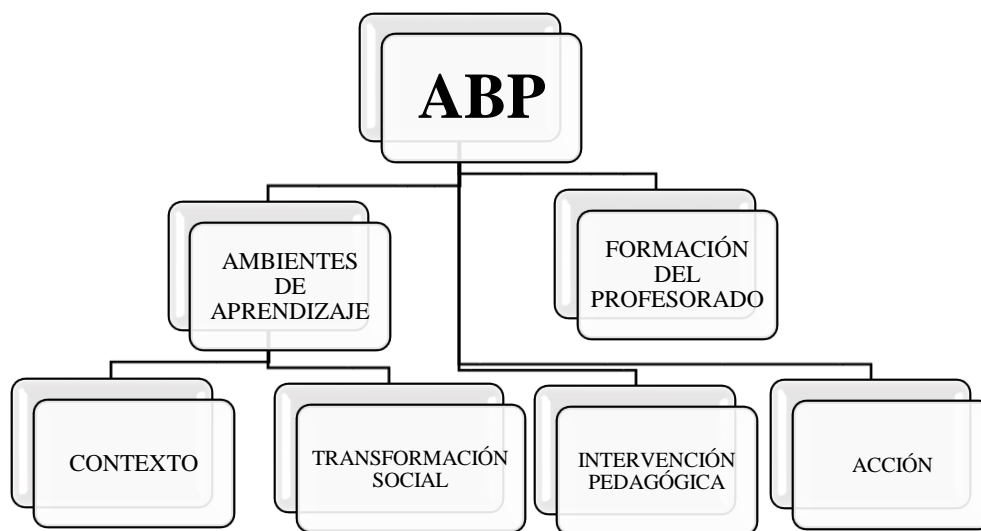 ABP
AMBIENTES
DE
APRENDIZAJE
FORMACIÓN
DEL
PROFESORADO
CONTEXTO
TRANSFORMACIÓN
SOCIAL
INTERVENCIÓN
PEDAGÓGICA
ACCIÓN